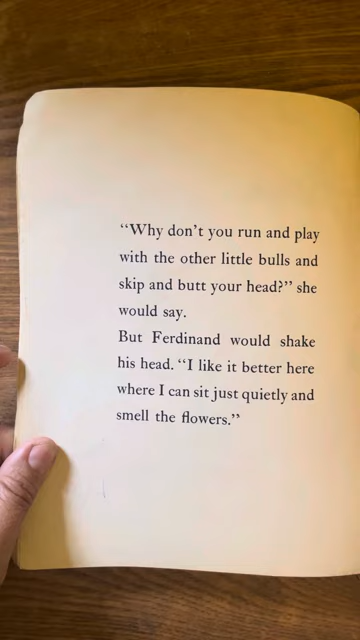 “Why don’t you run and play
with the other little bulls and
skip and butt your head?” she
would say.
But Ferdinand would shake
his head. “I like it better here
where I can sit just quietly and
smell the flowers.”